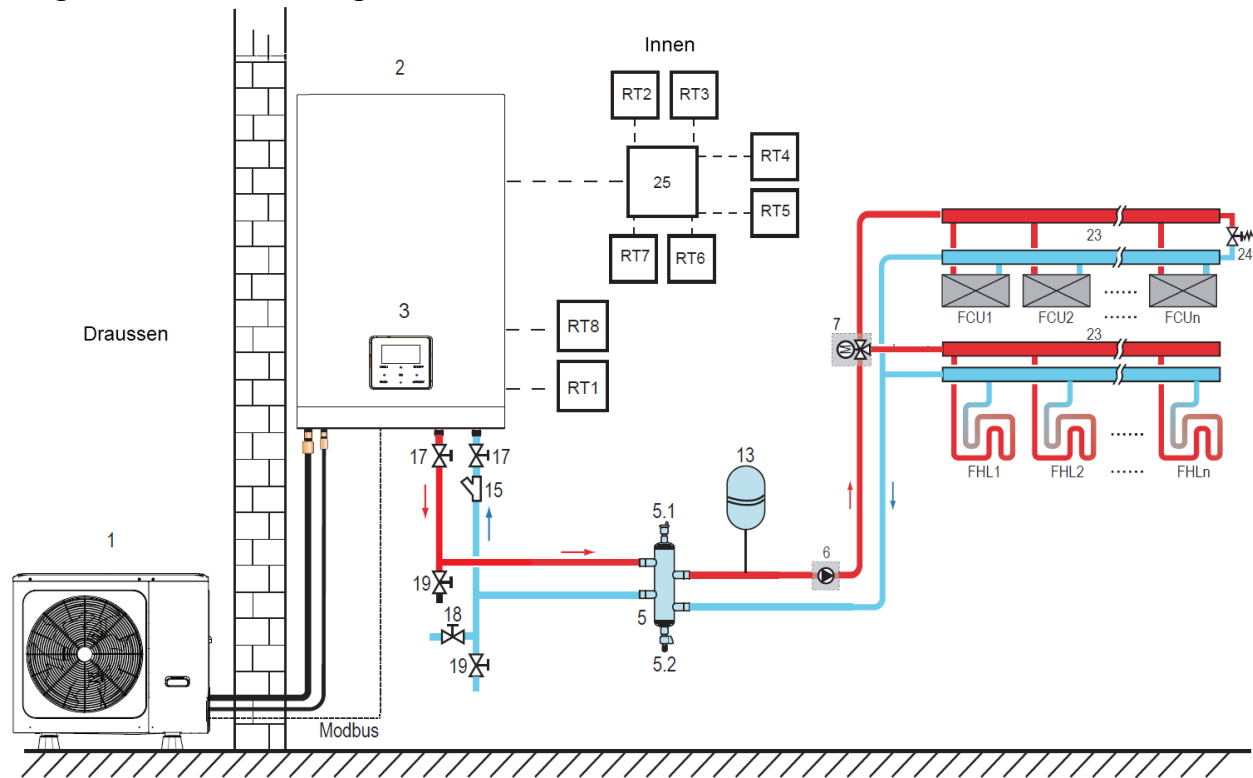 Innen
2
RT2
RT3
RT4
25
RT5
RT7
RT6
3
RT8
RT1
Draussen
23
24
FCU1
FCU2
......
FCUn
7
M
23
......
FHL1
FHL2
......
FHLn
17
17
15
13
5.1
6
1
19
18
5
19
5.2
Modbus